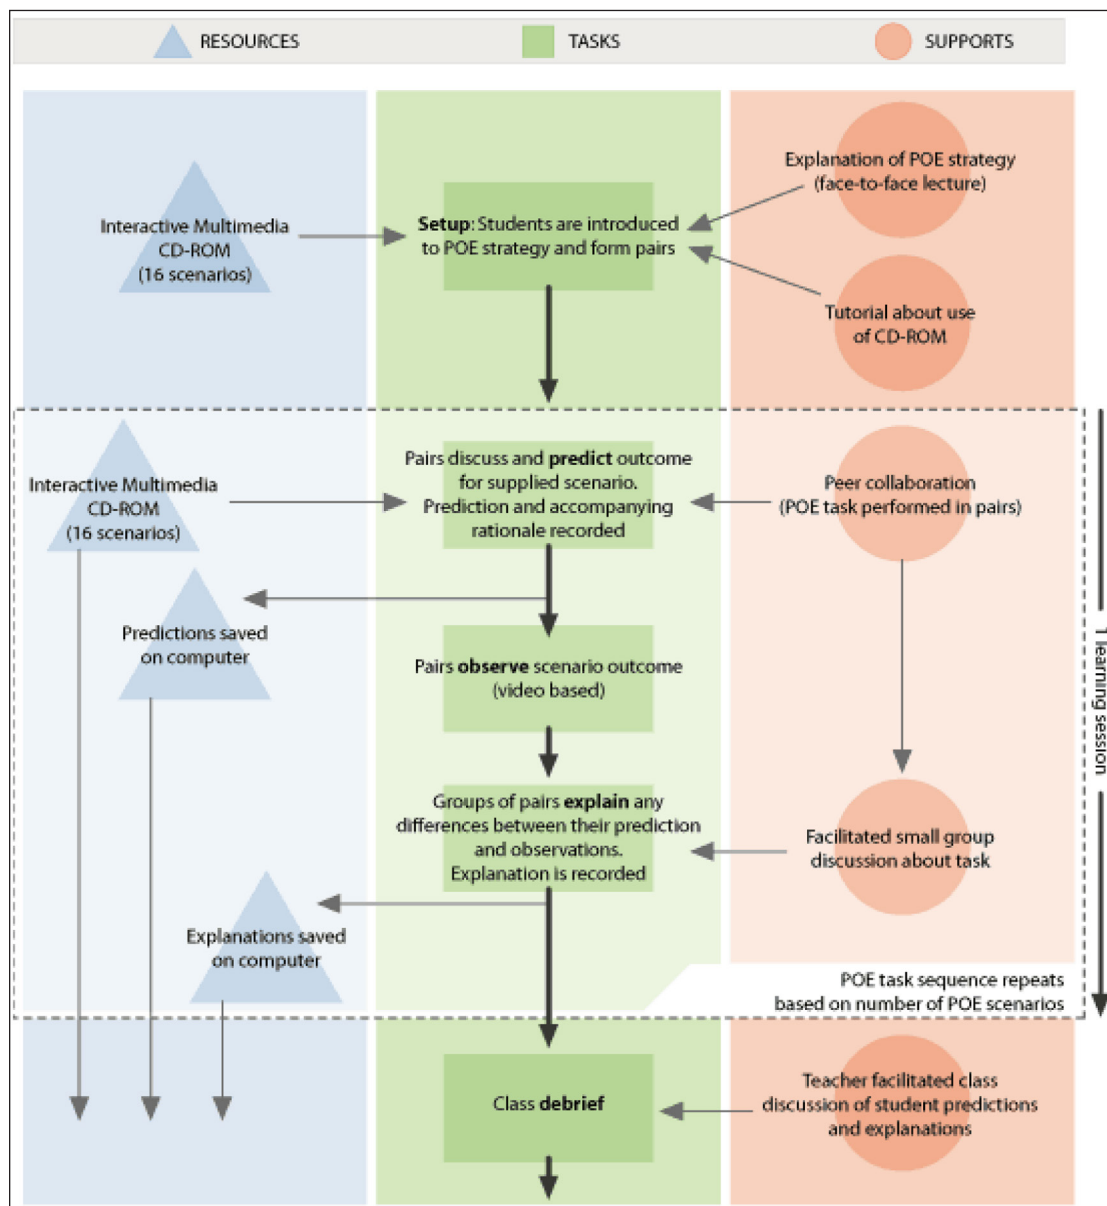 RESOURCES
TASKS
SUPPORTS
Interactive Multimedia
CD-ROM
(16 scenarios)
Setup: Students are introduced
to POE strategy and form pairs
Explanation of POE strategy
(face-to-face lecture)
Tutorial about use
of CD-ROM
Interactive Multimedia
CD-ROM
(16 scenarios)
Pairs discuss and predict outcome
for supplied scenario.
Prediction and accompanying
rationale recorded
Peer collaboration
(POE task performed in pairs)
Predictions saved
on computer
Pairs observe scenario outcome
(video based)
1 learning session
Groups of pairs explain any
differences between their prediction
and observations.
Explanation is recorded
Facilitated small group
discussion about task
Explanations saved
on computer
POE task sequence repeats
based on number of POE scenarios
Class debrief
Teacher facilitated class
discussion of student predictions
and explanations